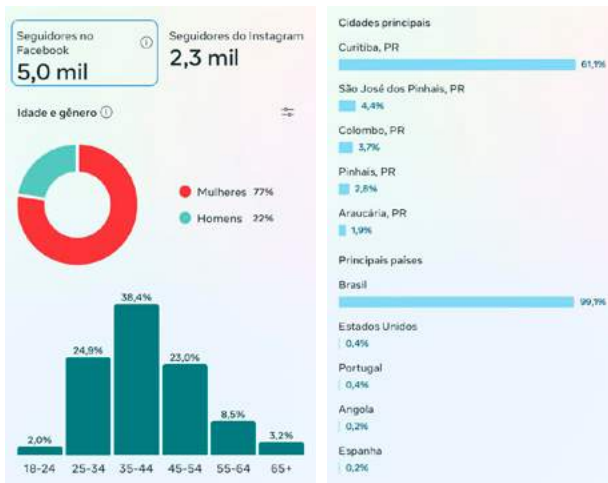 Seguidores no
Facebook
5,0 mil
Seguidores do Instagram
2,3 mil
Idade e gênero
Mulheres 77%
Homens 22%
38,4%
24,9%
23,0%
8,5%
3,2%
2,0%
18-24 25-34 35-44 45-54 55-64 65+
Cidades principais
Curitiba, PR
61,1%
São José dos Pinhais, PR
4,4%
Colombo, PR
3,7%
Pinhais, PR
2,8%
Araucária, PR
1,9%
Principais países
Brasil
99,1%
Estados Unidos
0,4%
Portugal
0,4%
Angola
0,2%
Espanha
0,2%